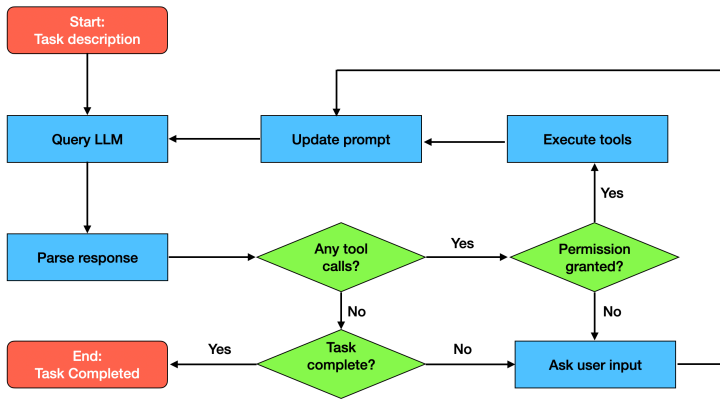 Start:
Task description
Query LLM
Update prompt
Execute tools
Yes
Parse response
Any tool
calls?
Yes
Permission
granted?
No
No
End:
Task Completed
Yes
Task
complete?
No
Ask user input